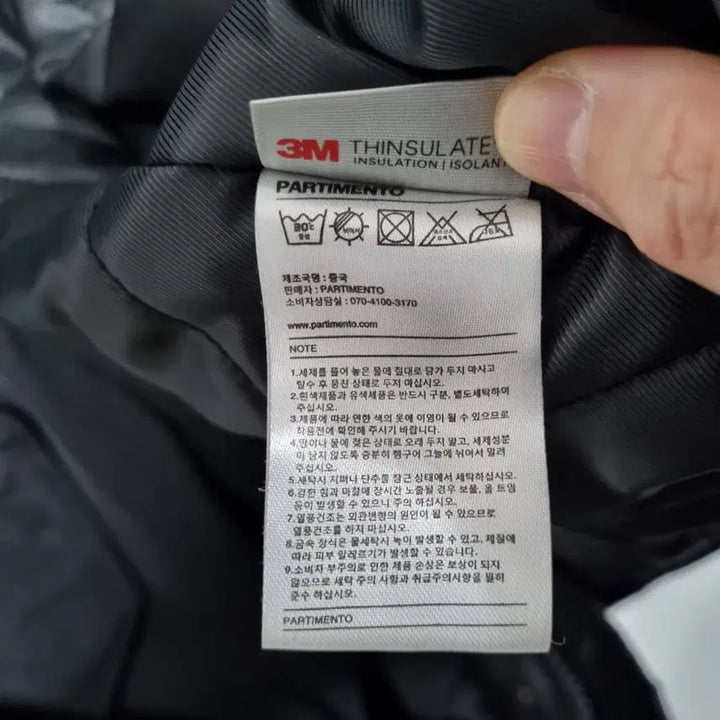 3M THINSULATE
INSULATION | ISOLANT
PARTIMENTO
30℃
중성
뉘어서
제조국명 : 중국
판매자 : PARTIMENTO
소비자상담실 : 070-4100-3170
www.partimento.com
NOTE
1.세제를 풀어 놓은 물에 절대로 담가 두지 마시고
탈수 후 뭉친 상태로 두지 마십시오.
2.흰색제품과 유색제품은 반드시 구분, 별도세탁하여
주십시오.
3.제품에 따라 연한 색의 옷에 이염이 될 수 있으므로
착용전에 확인해 주시기 바랍니다.
4.땀이나 물에 젖은 상태로 오래 두지 말고, 세제성분
이 남지 않도록 충분히 헹구어 그늘에 뉘어서 말려
주십시오.
5.세탁시 지퍼나 단추를 잠근 상태에서 세탁하십시오.
6.강한 힘과 마찰에 장시간 노출될 경우 보풀, 올 트임
등이 발생할 수 있으니 주의 하십시오.
7.열풍건조는 외관변형의 원인이 될 수 있으므로
열풍건조를 하지 마십시오.
8.금속 장식은 물세탁시 녹이 발생할 수 있고, 체질에
따라 피부 알레르기가 발생할 수 있습니다.
9.소비자 부주의로 인한 제품 손상은 보상이 되지
않으므로 세탁 주의 사항과 취급주의사항을 필히
준수 하십시오.
PARTIMENTO